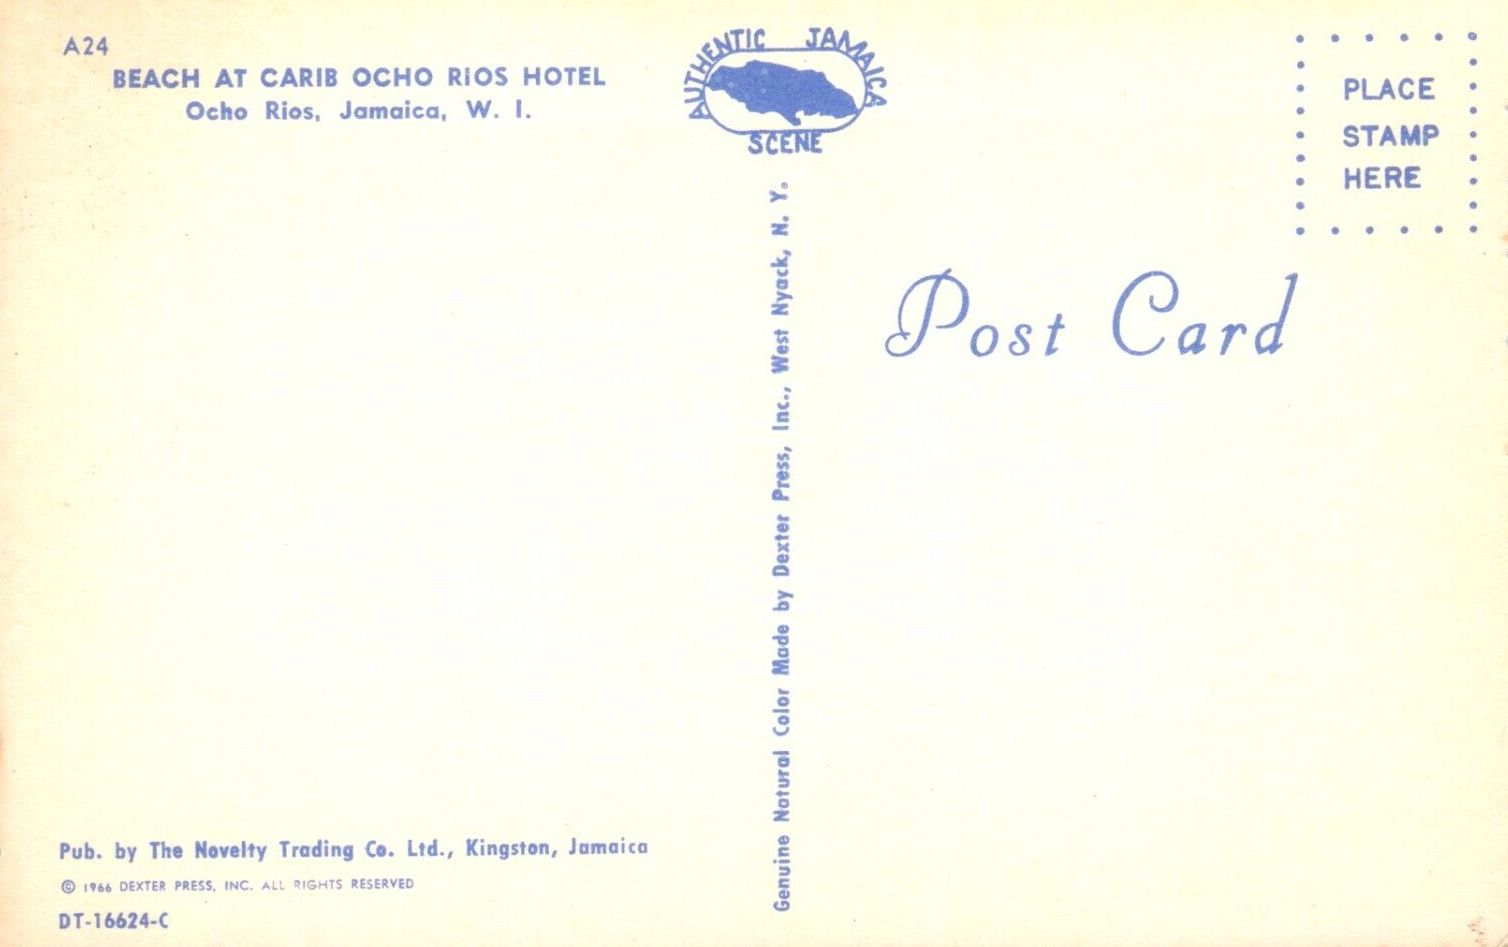 A24
BEACH AT CARIB OCHO RIOS HOTEL
Ocho Rios, Jamaica, W. I.
AUTHENTIC JAMAICA
SCENE
PLACE
STAMP
HERE
Post Card
Genuine Natural Color Made by Dexter Press, Inc., West Nyack, N. Y.
Pub. by The Novelty Trading Co. Ltd., Kingston, Jamaica
© 1966 DEXTER PRESS, INC. ALL RIGHTS RESERVED
DT-16624-C